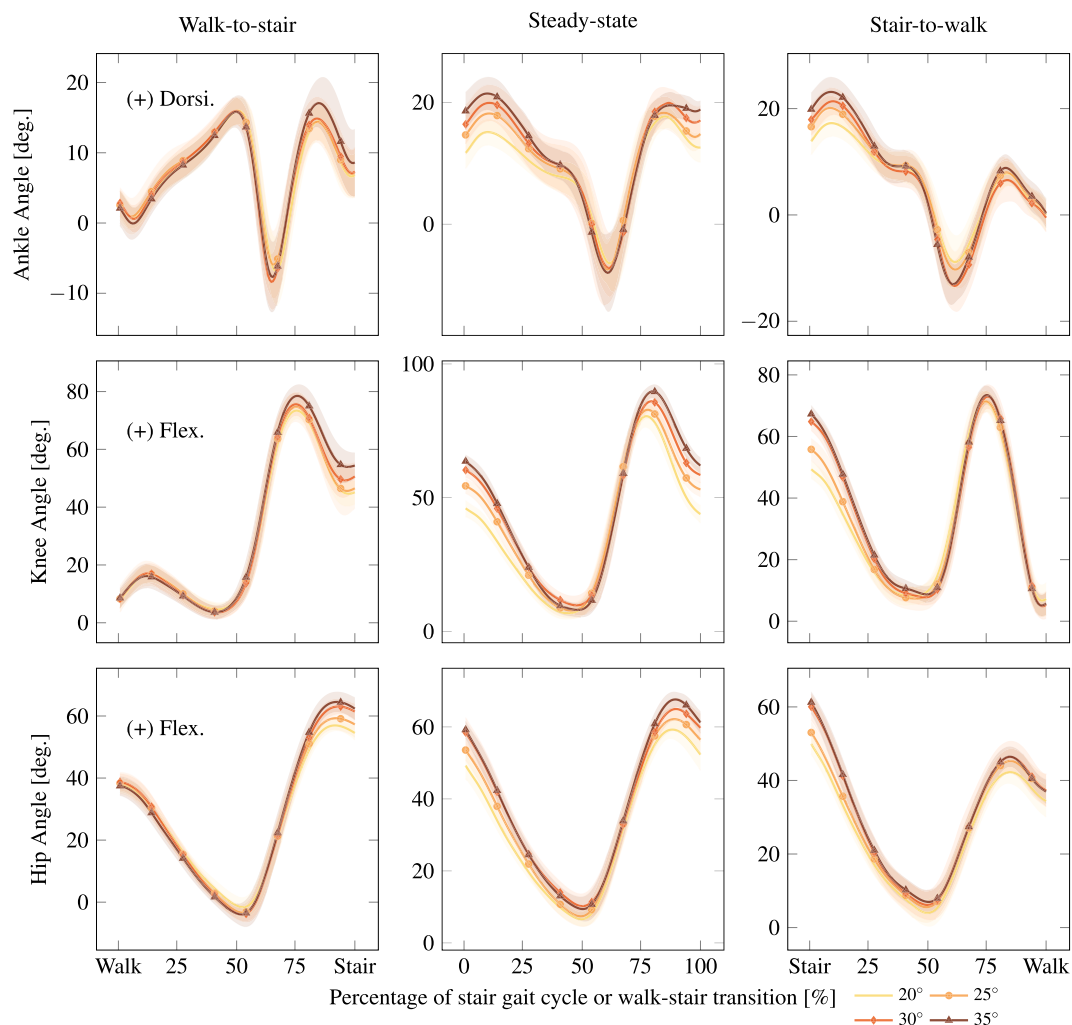 Walk-to-stair
Steady-state
Stair-to-walk
Ankle Angle [deg.]
(+) Dorsi.
20
10
0
−10
20
0
20
0
−20
Knee Angle [deg.]
(+) Flex.
80
60
40
20
0
100
50
0
80
60
40
20
0
Hip Angle [deg.]
(+) Flex.
60
40
20
0
60
40
20
0
60
40
20
0
Walk 25 50 75 Stair
0 25 50 75 100
Stair 25 50 75 Walk
Percentage of stair gait cycle or walk-stair transition [%]
20° 25°
30° 35°